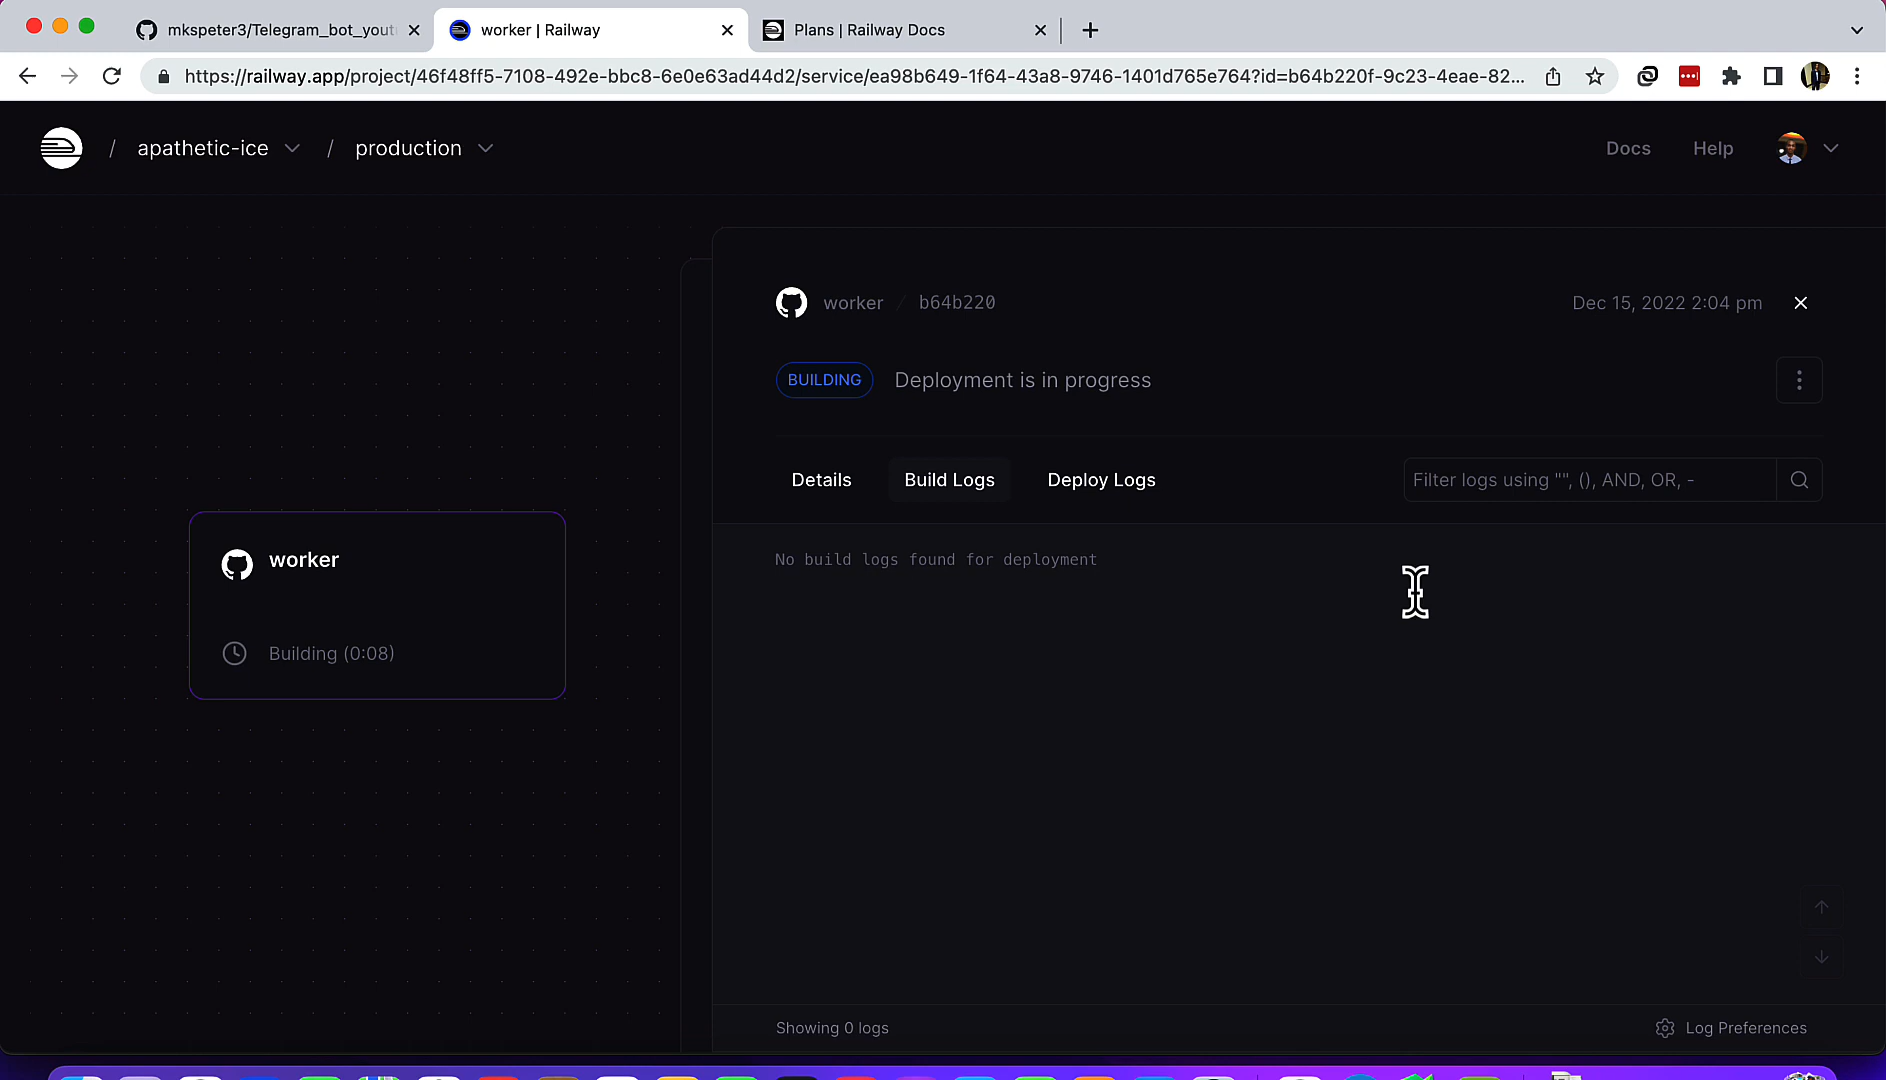 mkspeter3/Telegram_bot_yout
worker | Railway
Plans | Railway Docs
https://railway.app/project/46f48ff5-7108-492e-bbc8-6e0e63ad44d2/service/ea98b649-1f64-43a8-9746-1401d765e764?id=b64b220f-9c23-4eae-82...
/ apathetic-ice / production
Docs Help
worker / b64b220
Dec 15, 2022 2:04 pm
BUILDING Deployment is in progress
Details Build Logs Deploy Logs
Filter logs using "", (), AND, OR, -
No build logs found for deployment
worker
Building (0:08)
Showing 0 logs
Log Preferences